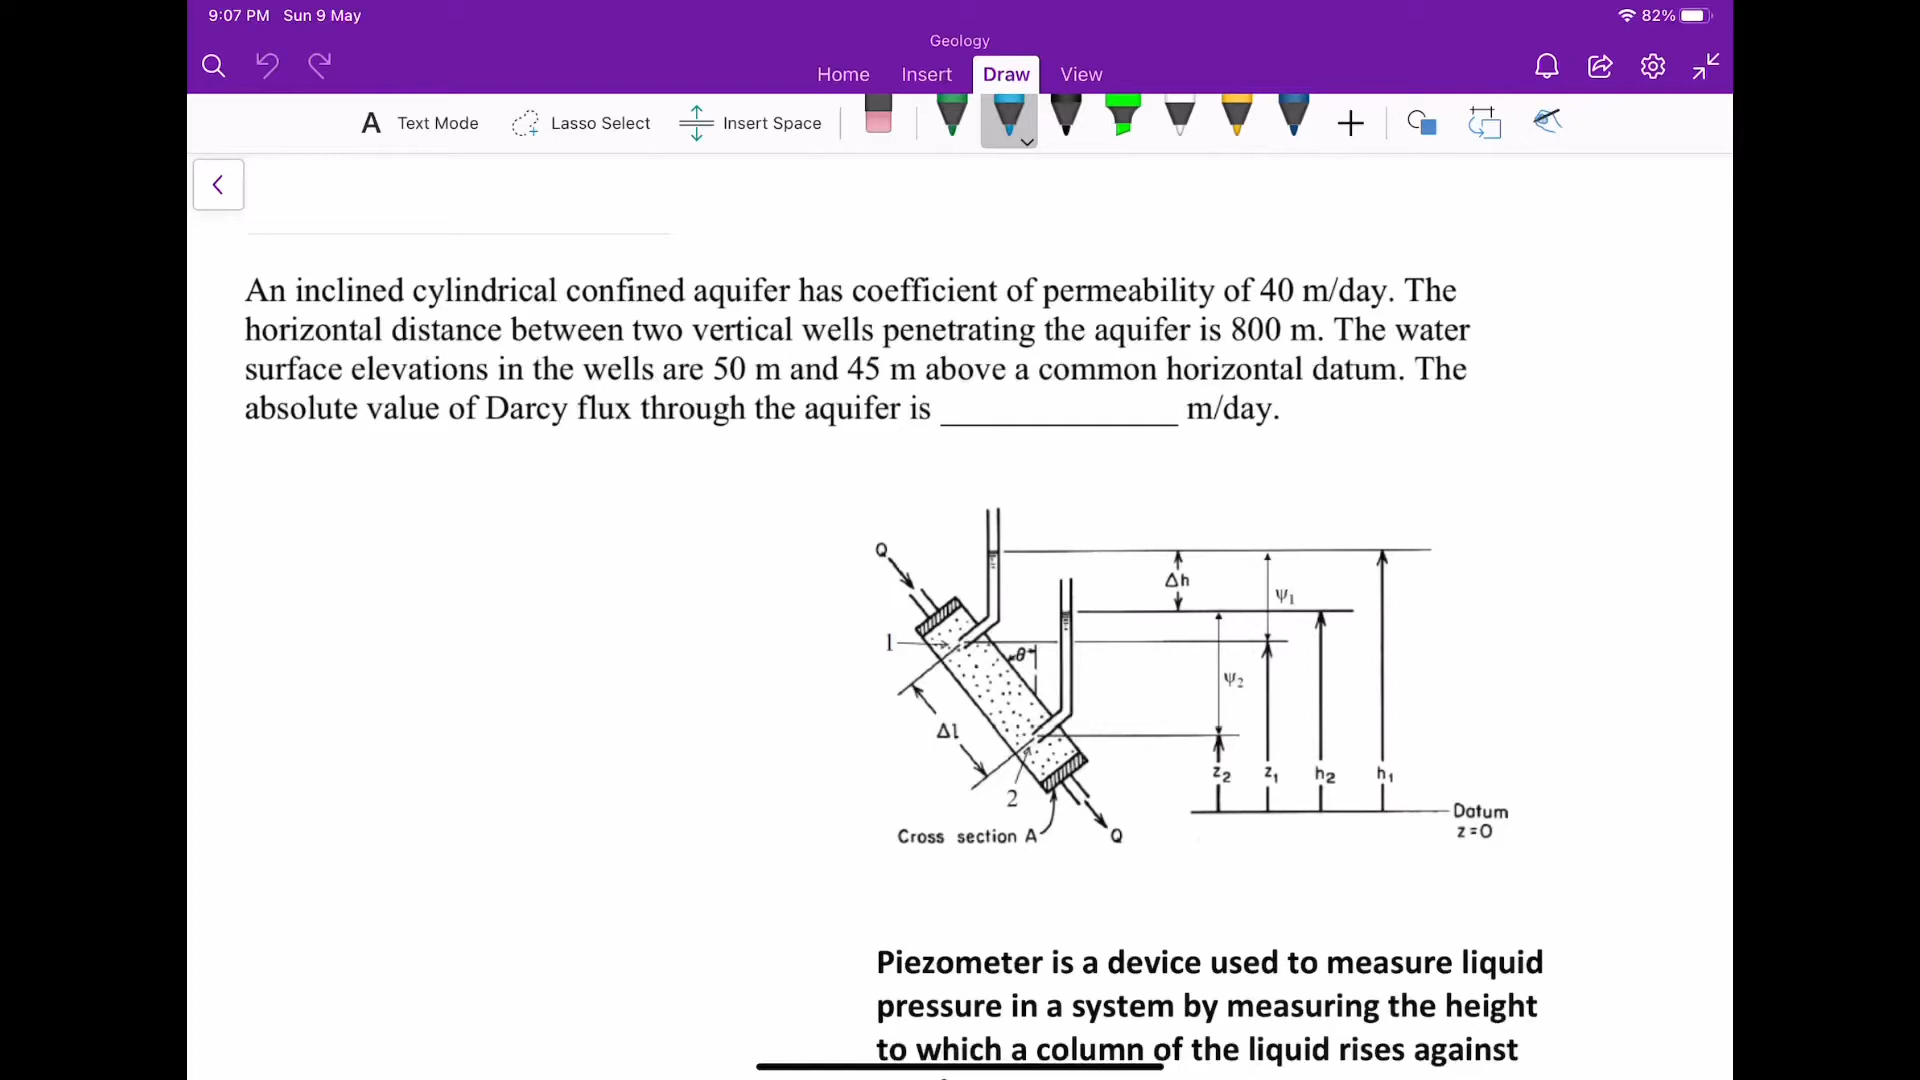 9:07 PM Sun 9 May
82%
Geology
Home Insert Draw View
A Text Mode Lasso Select Insert Space
An inclined cylindrical confined aquifer has coefficient of permeability of 40 m/day. The
horizontal distance between two vertical wells penetrating the aquifer is 800 m. The water
surface elevations in the wells are 50 m and 45 m above a common horizontal datum. The
absolute value of Darcy flux through the aquifer is ______________ m/day.
Q
Δh
ψ1
1
θ
ψ2
Δl
z2 z1 h2 h1
2
Datum
z=0
Cross section A
Q
Piezometer is a device used to measure liquid
pressure in a system by measuring the height
to which a column of the liquid rises against